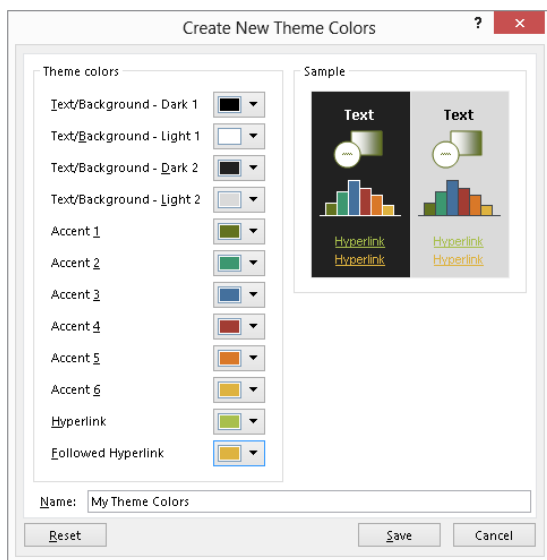 Create New Theme Colors
?
Theme colors
Text/Background - Dark 1
Text/Background - Light 1
Text/Background - Dark 2
Text/Background - Light 2
Accent 1
Accent 2
Accent 3
Accent 4
Accent 5
Accent 6
Hyperlink
Followed Hyperlink
Sample
Text Text
Hyperlink Hyperlink
Hyperlink Hyperlink
Name: My Theme Colors
Reset Save Cancel